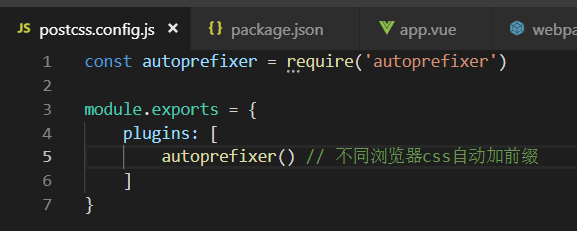 JS postcss.config.js × {} package.json app.vue webpa
1 const autoprefixer = require('autoprefixer')
2
3 module.exports = {
4 plugins: [
5 autoprefixer() // 不同浏览器css自动加前缀
6 ]
7 }